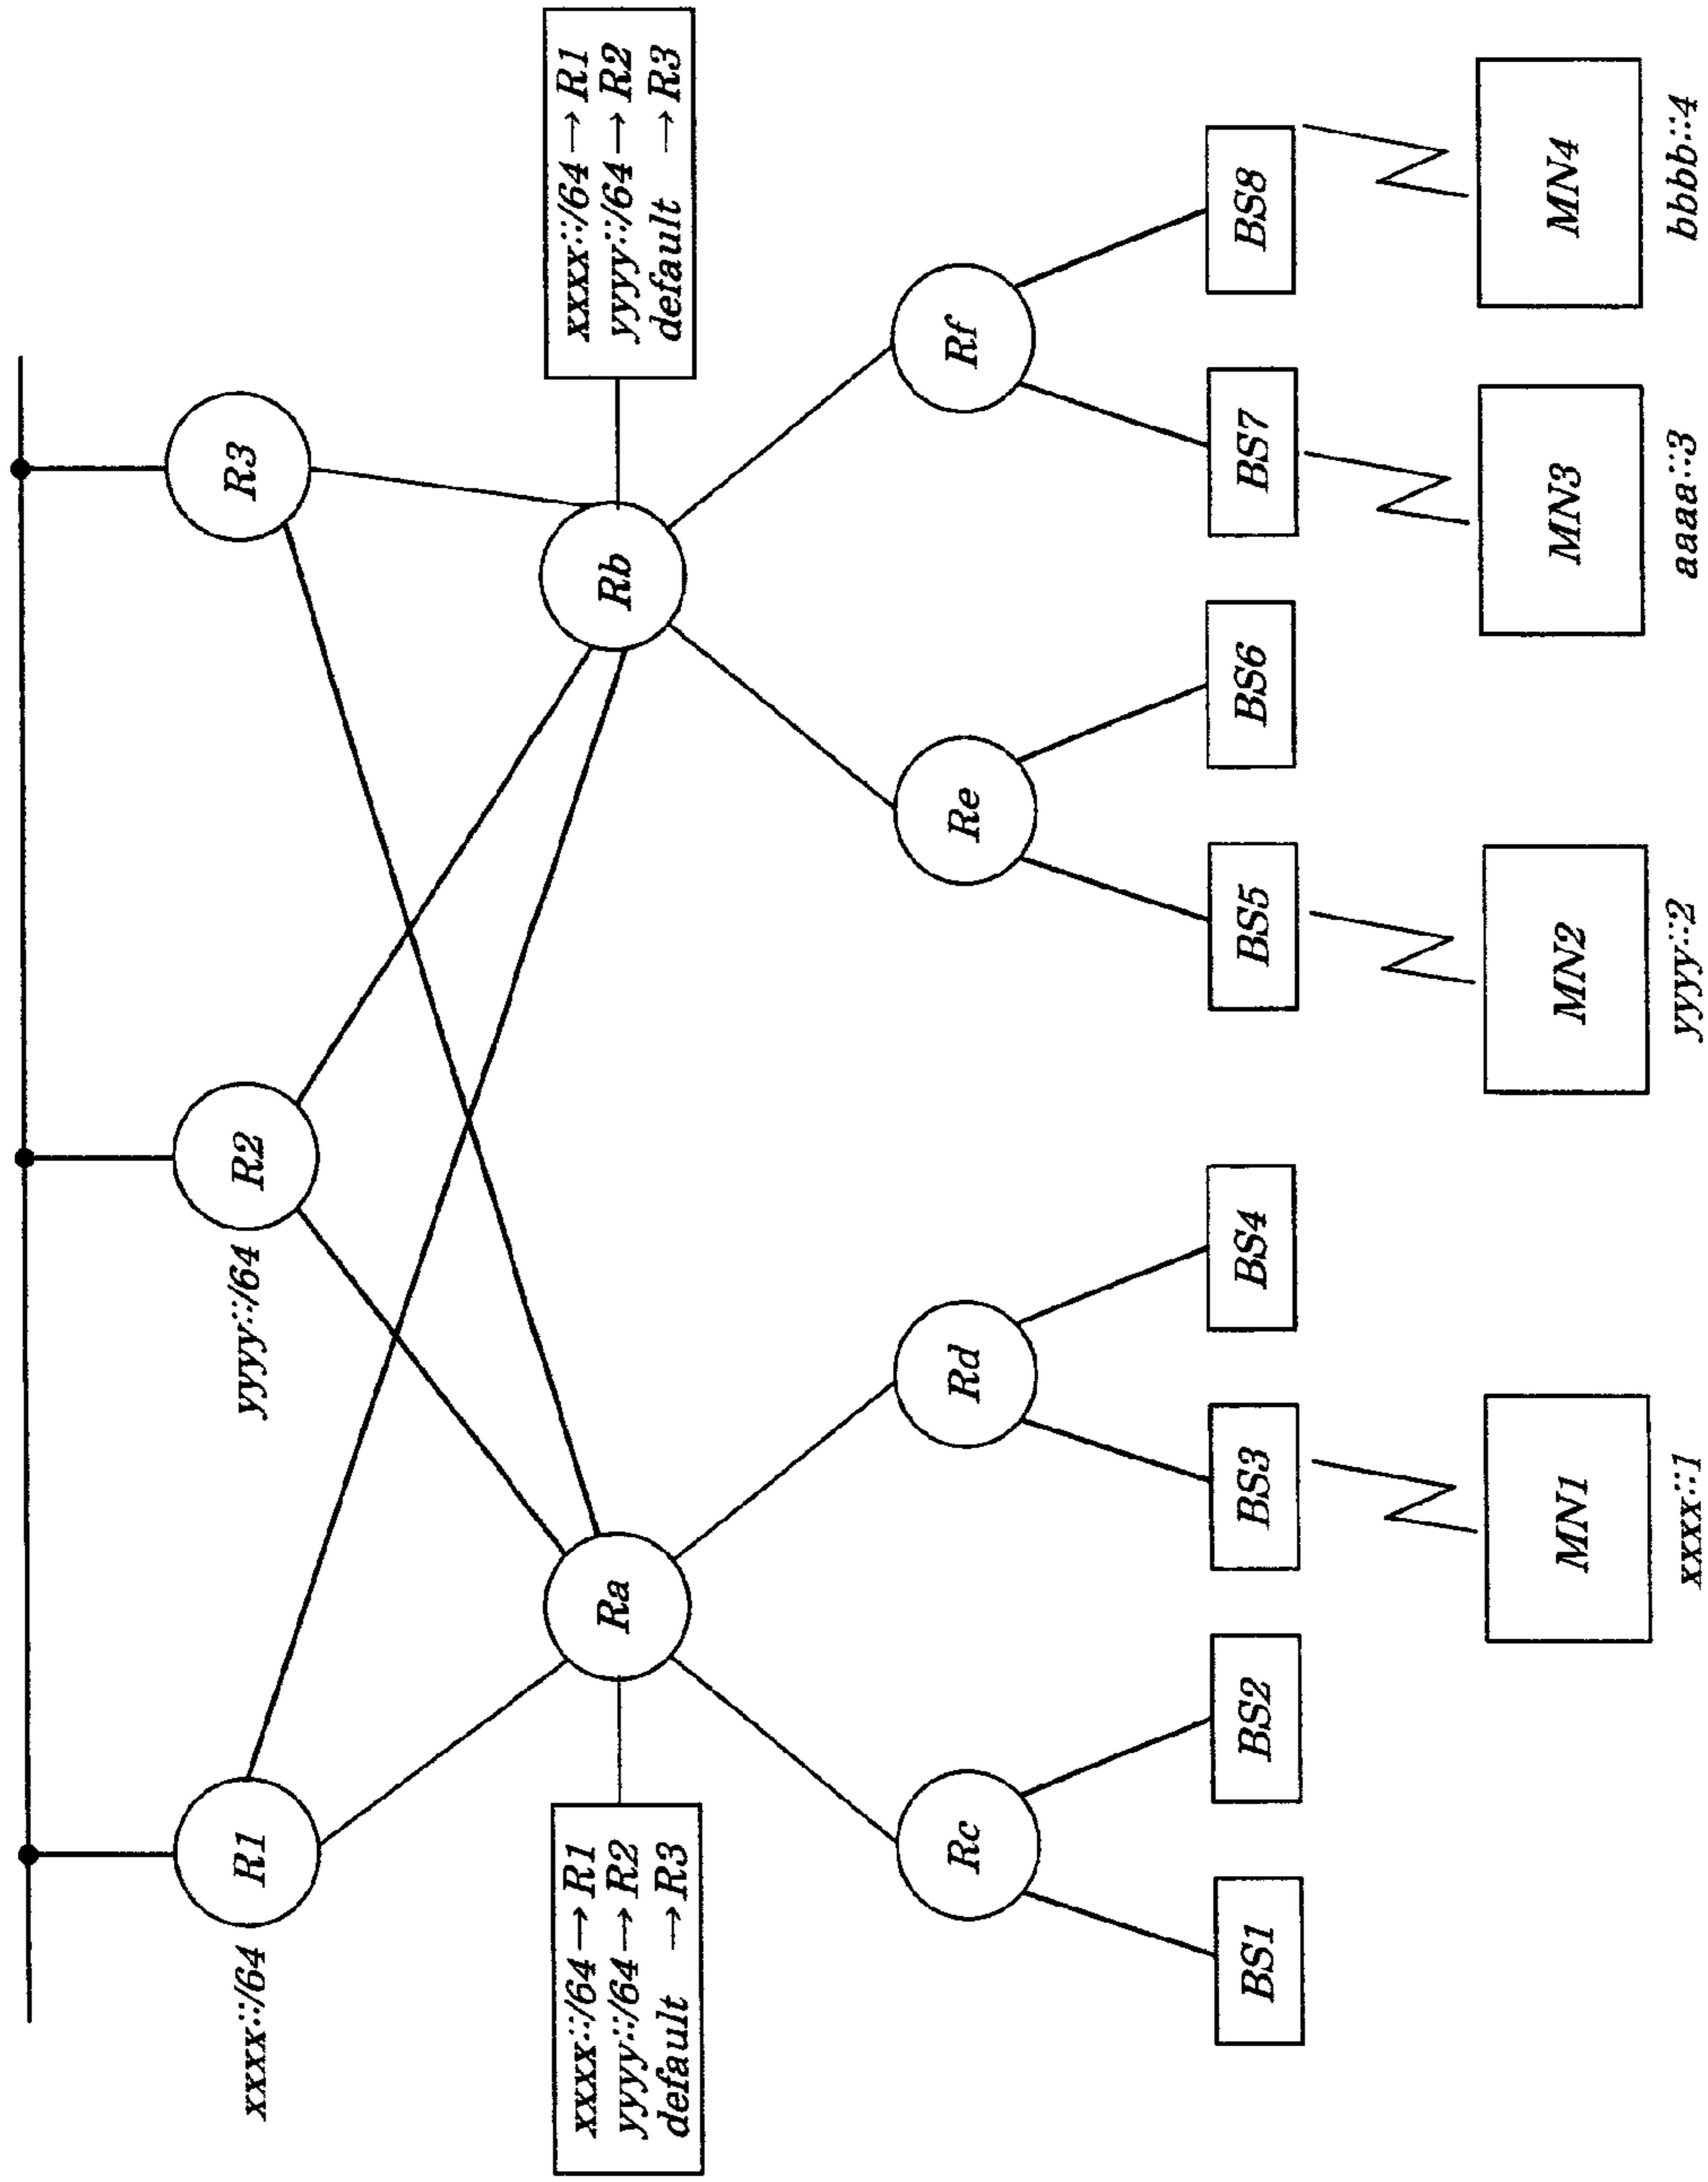 xxxx::/64
R1
yyyy::/64
R2
R3
xxxx::/64→R1
yyyy::/64→R2
default →R3
Ra
Rb
xxxx::/64→R1
yyyy::/64→R2
default →R3
Rc
Rd
Re
Rf
BS1
BS2
BS3
BS4
BS5
BS6
BS7
BS8
MN1
MN2
MN3
MN4
xxxx::1
yyyy::2
aaaa::3
bbbb::4